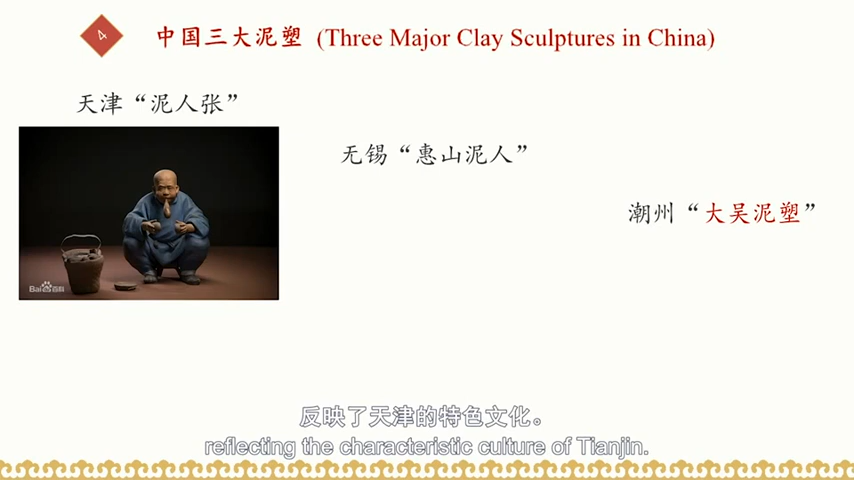 4
中国三大泥塑 (Three Major Clay Sculptures in China)
天津“泥人张”
无锡“惠山泥人”
潮州“大吴泥塑”
Bai百科
反映了天津的特色文化。
reflecting the characteristic culture of Tianjin.